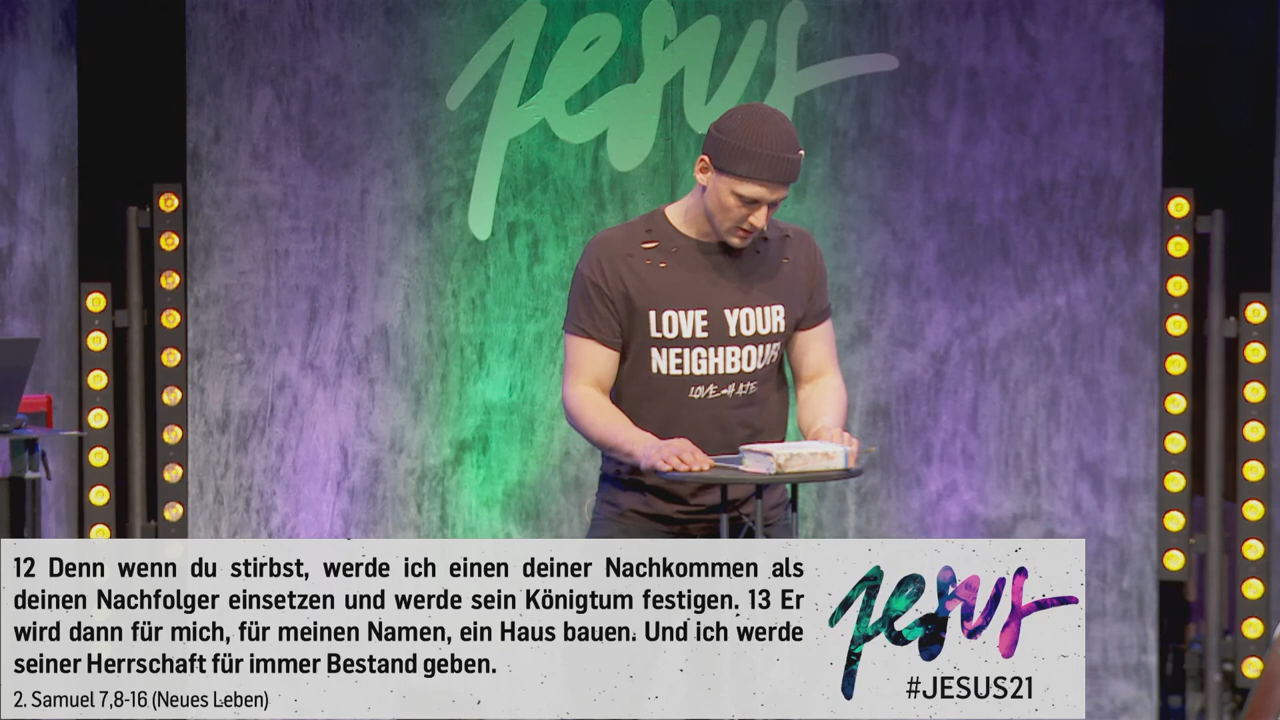 Jesus
LOVE YOUR
NEIGHBOUR
LOVE HATE
12 Denn wenn du stirbst, werde ich einen deiner Nachkommen als
deinen Nachfolger einsetzen und werde sein Königtum festigen. 13 Er
wird dann für mich, für meinen Namen, ein Haus bauen. Und ich werde
seiner Herrschaft für immer Bestand geben.
2. Samuel 7,8-16 (Neues Leben)
jesus
#JESUS21